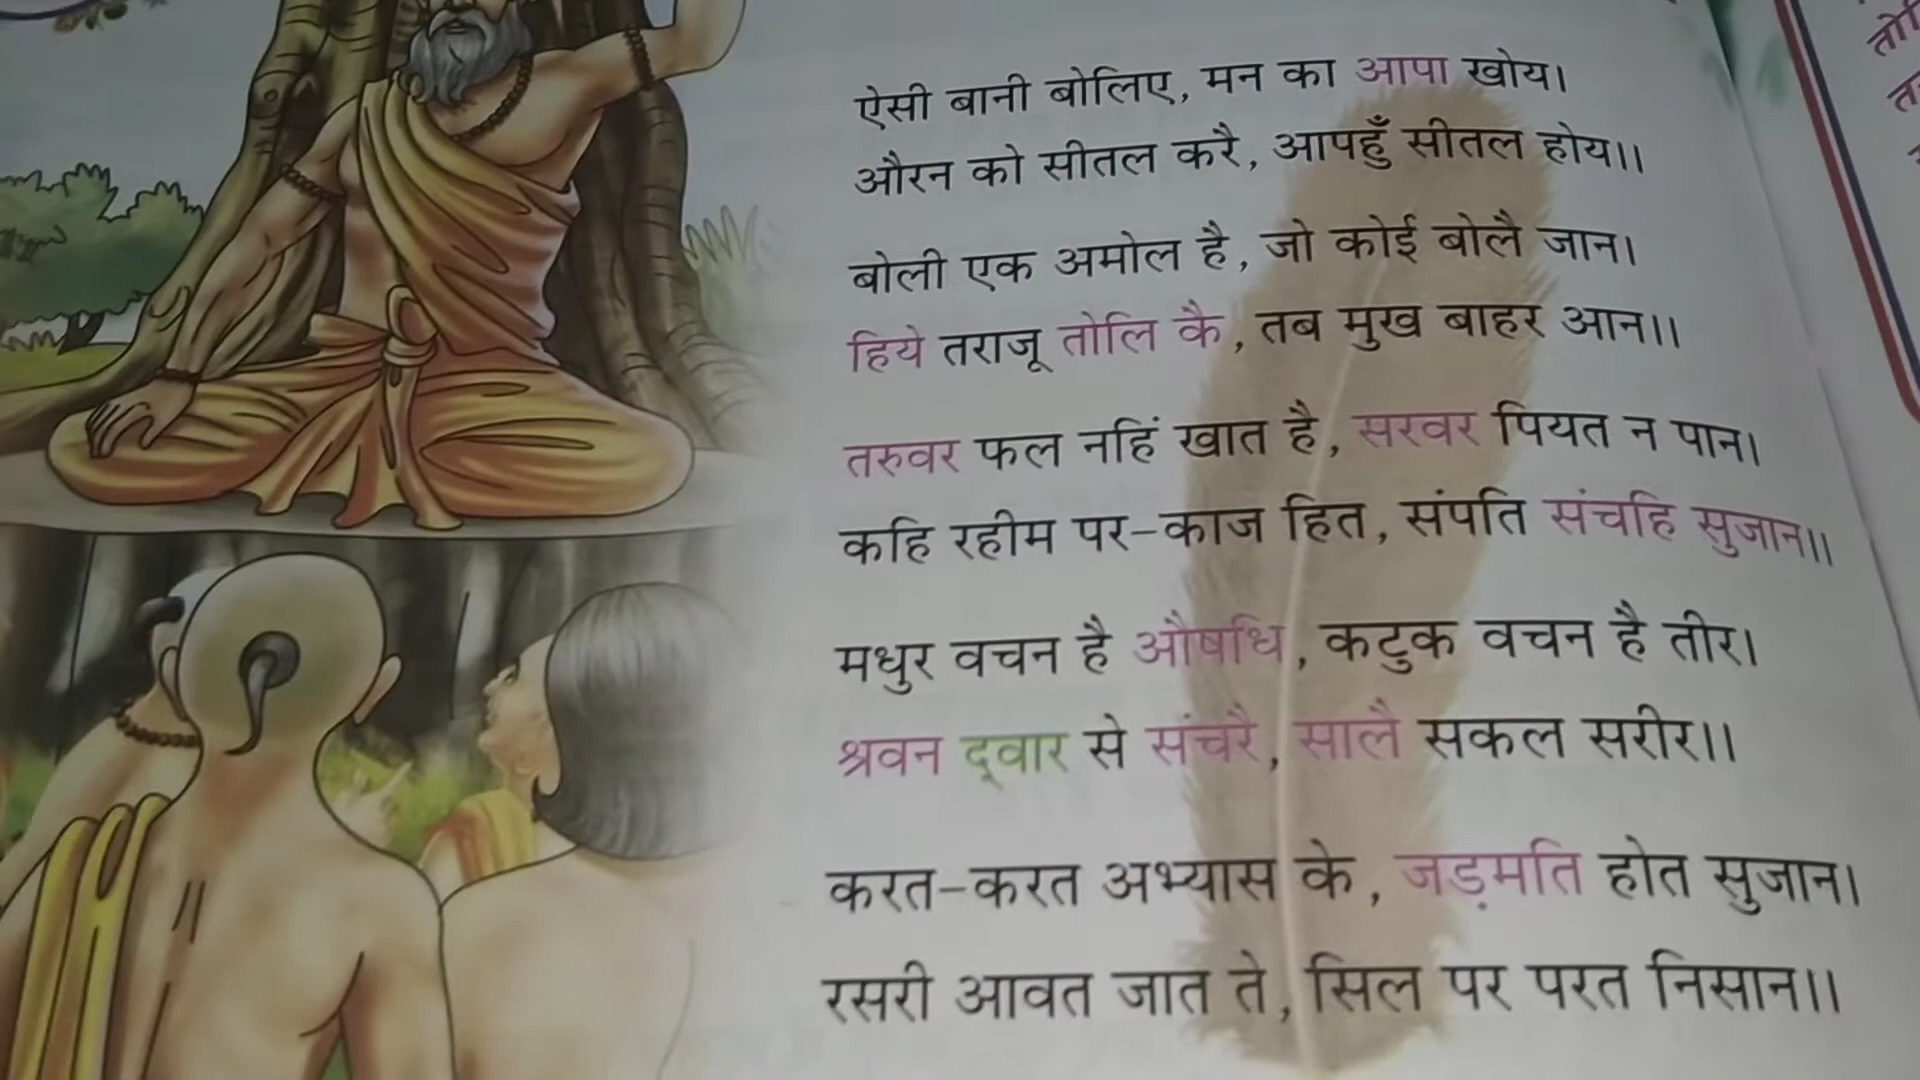 ऐसी बानी बोलिए, मन का आपा खोय।
औरन को सीतल करै, आपहुँ सीतल होय।।
बोली एक अमोल है, जो कोई बोलै जान।
हिये तराजू तोलि कै, तब मुख बाहर आन।।
तरुवर फल नहिं खात है, सरवर पियत न पान।
कहि रहीम पर-काज हित, संपति संचहि सुजान।।
मधुर वचन है औषधि, कटुक वचन है तीर।
श्रवन द्‌वार से संचरै, सालै सकल सरीर।।
करत-करत अभ्यास के, जड़मति होत सुजान।
रसरी आवत जात ते, सिल पर परत निसान।।